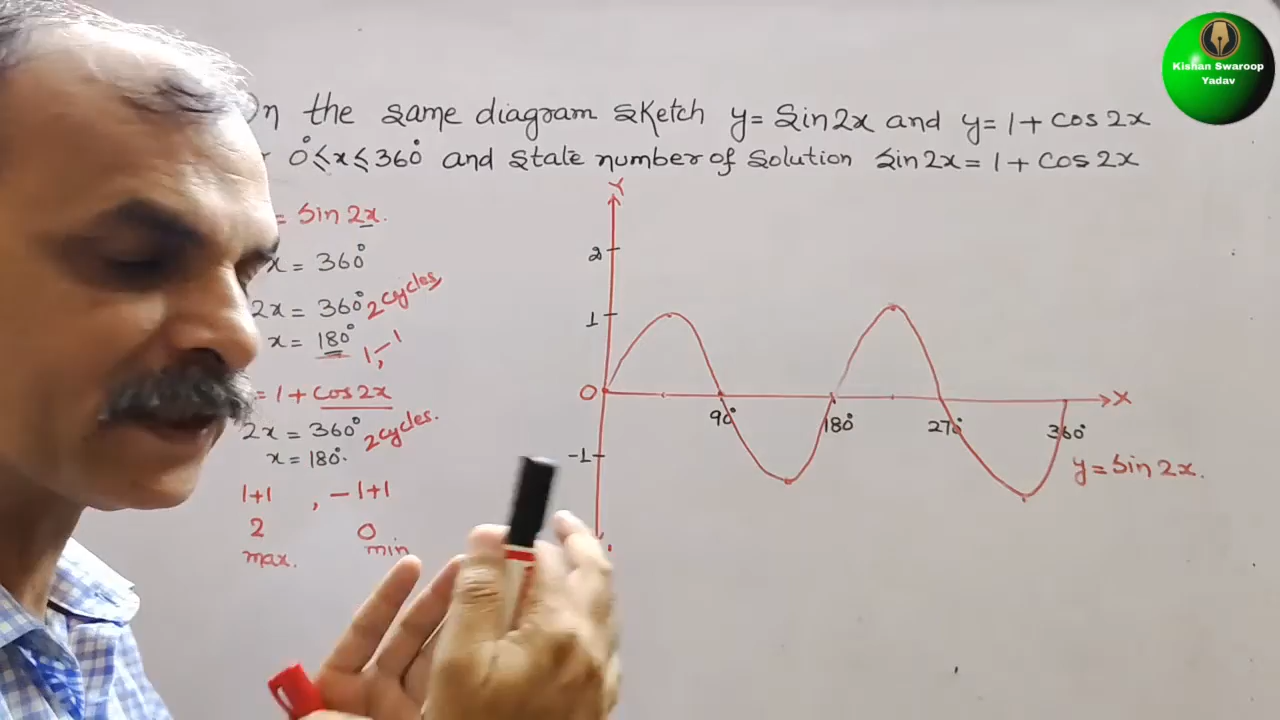 Kishan Swaroop
Yadav
On the same diagram sketch y = Sin 2x and y = 1 + cos 2x
0° ≤ x ≤ 360° and state number of solution Sin 2x = 1 + cos 2x
= Sin 2x.
x = 360°
2x = 360° 2 cycles
x = 180° 1, -1
= 1 + cos 2x
2x = 360° 2 cycles.
x = 180°.
1+1 , -1+1
2 0
max. min
Y
2
1
0
-1
90° 180° 270° 360°
X
y = Sin 2x.